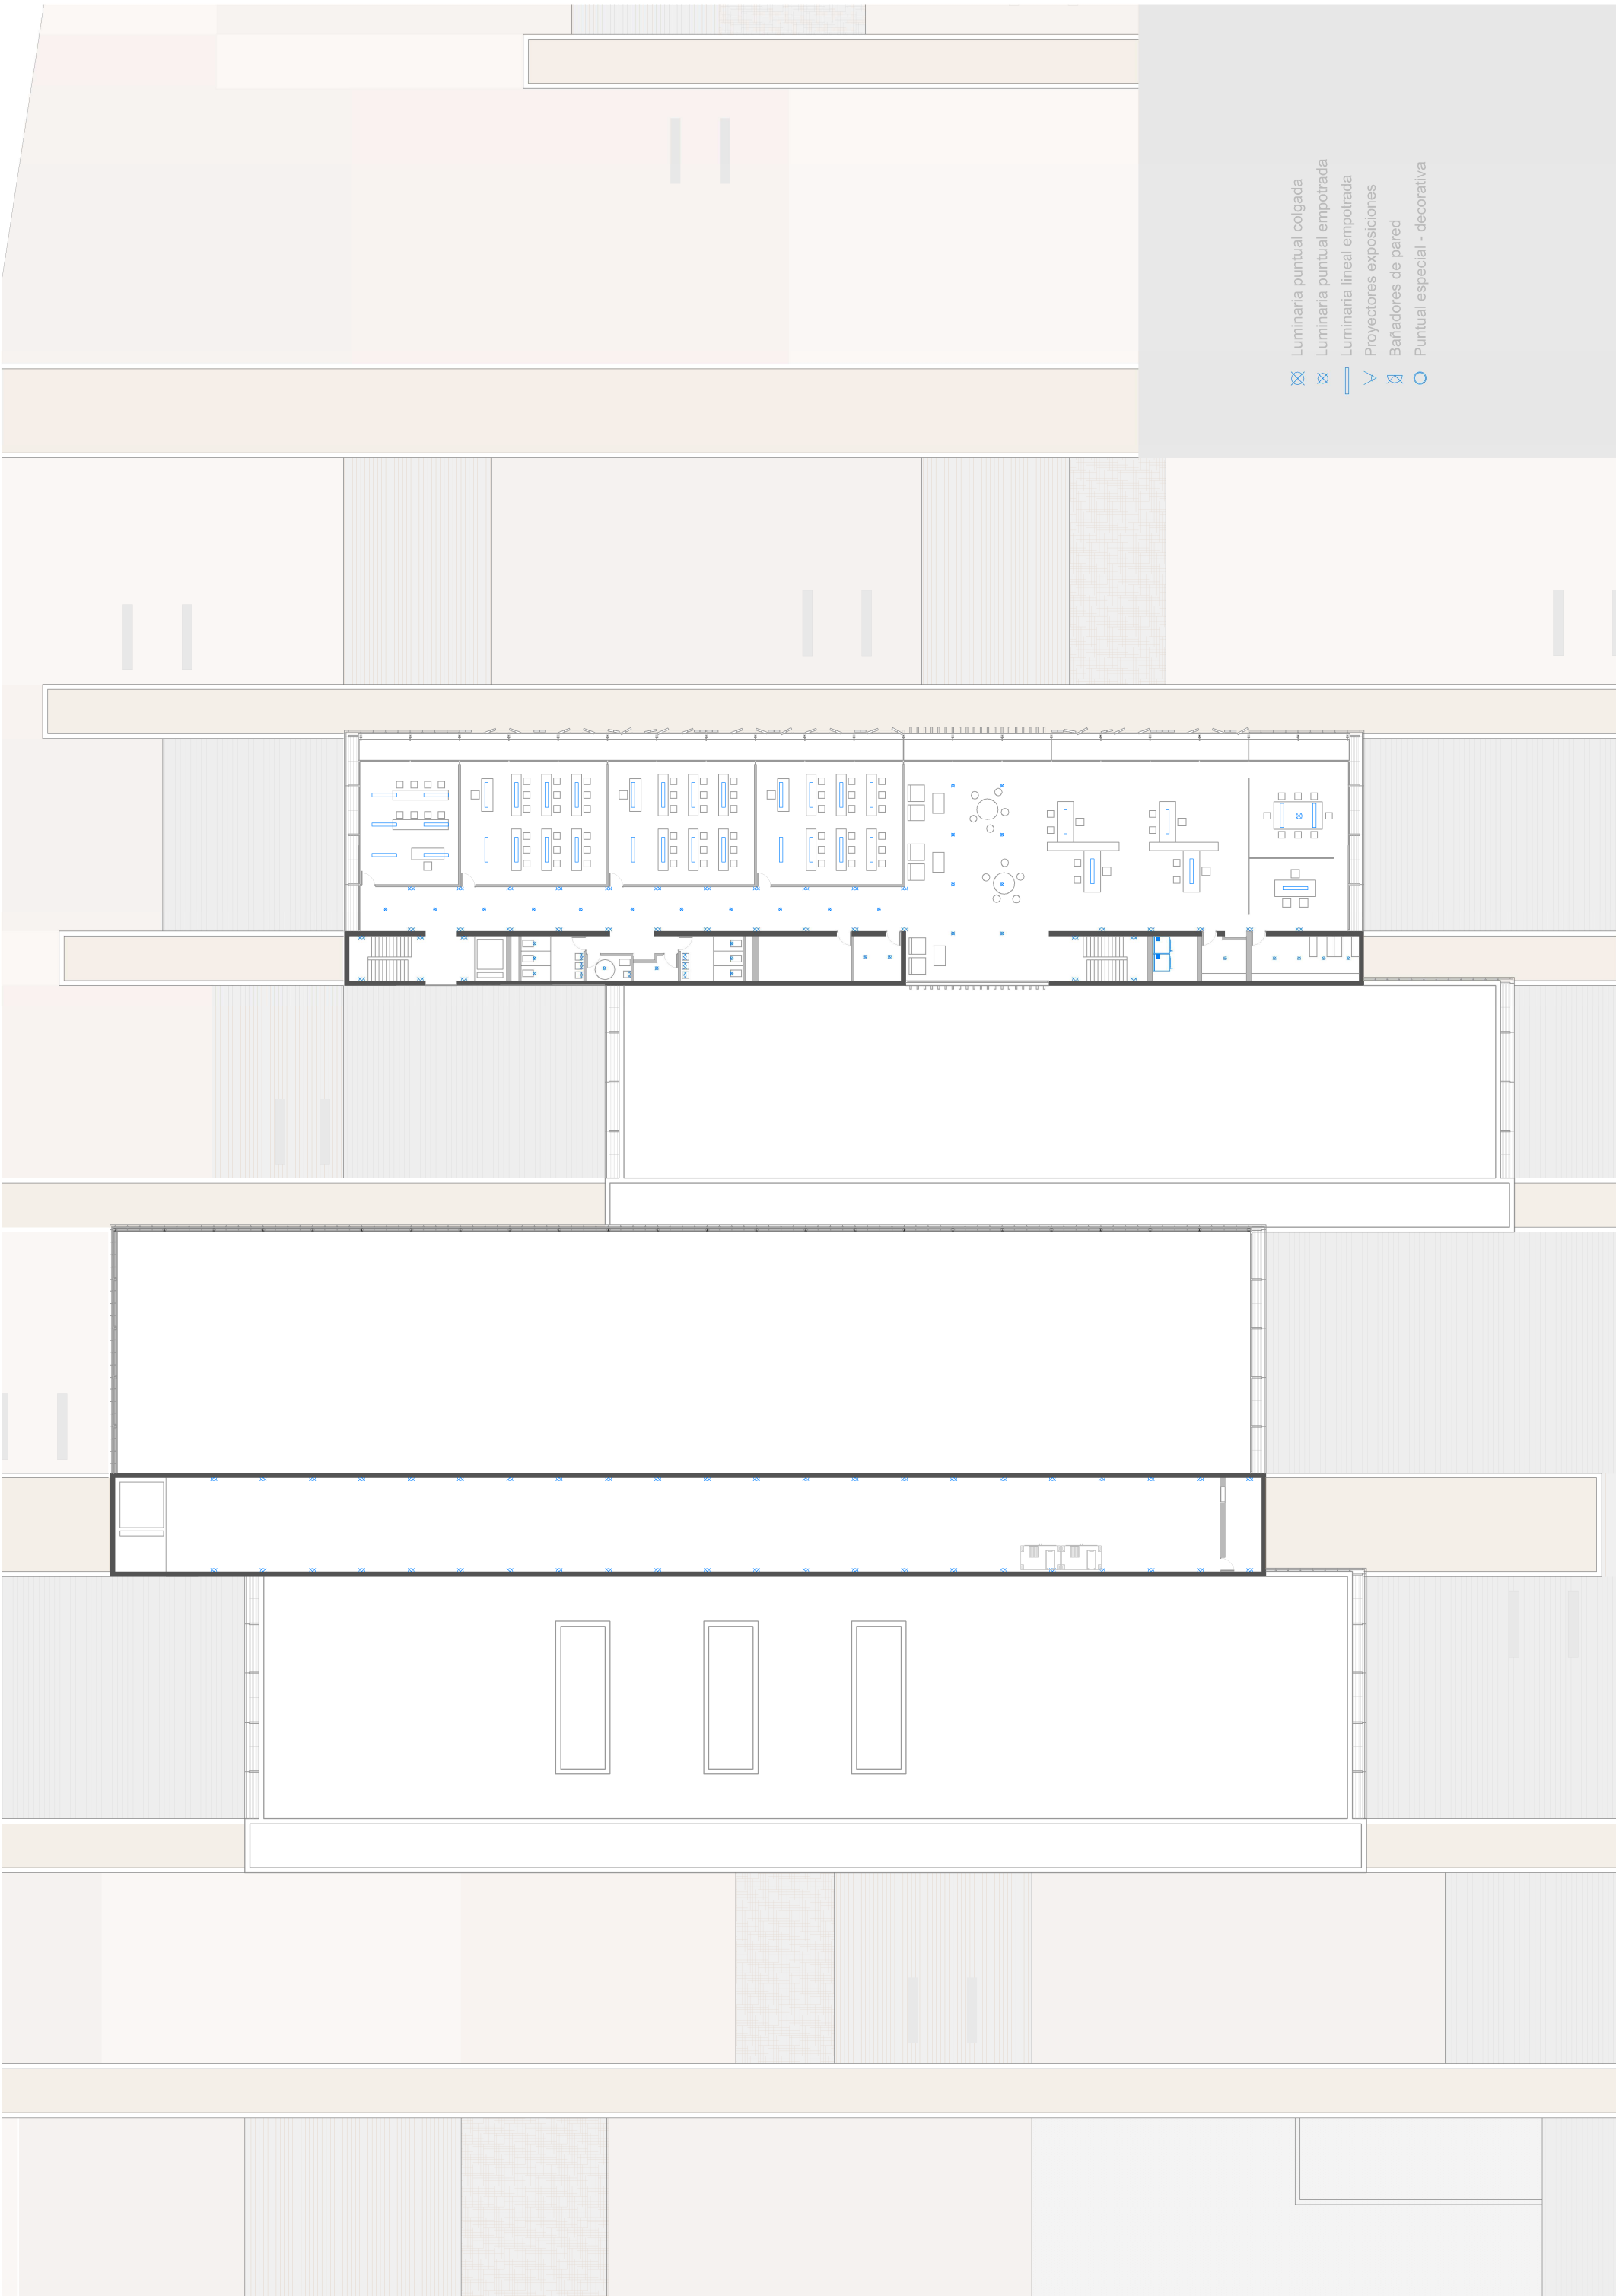 Luminaria puntual colgada
Luminaria puntual empotrada
Luminaria lineal empotrada
Proyectores exposiciones
Bañadores de pared
Puntual especial - decorativa